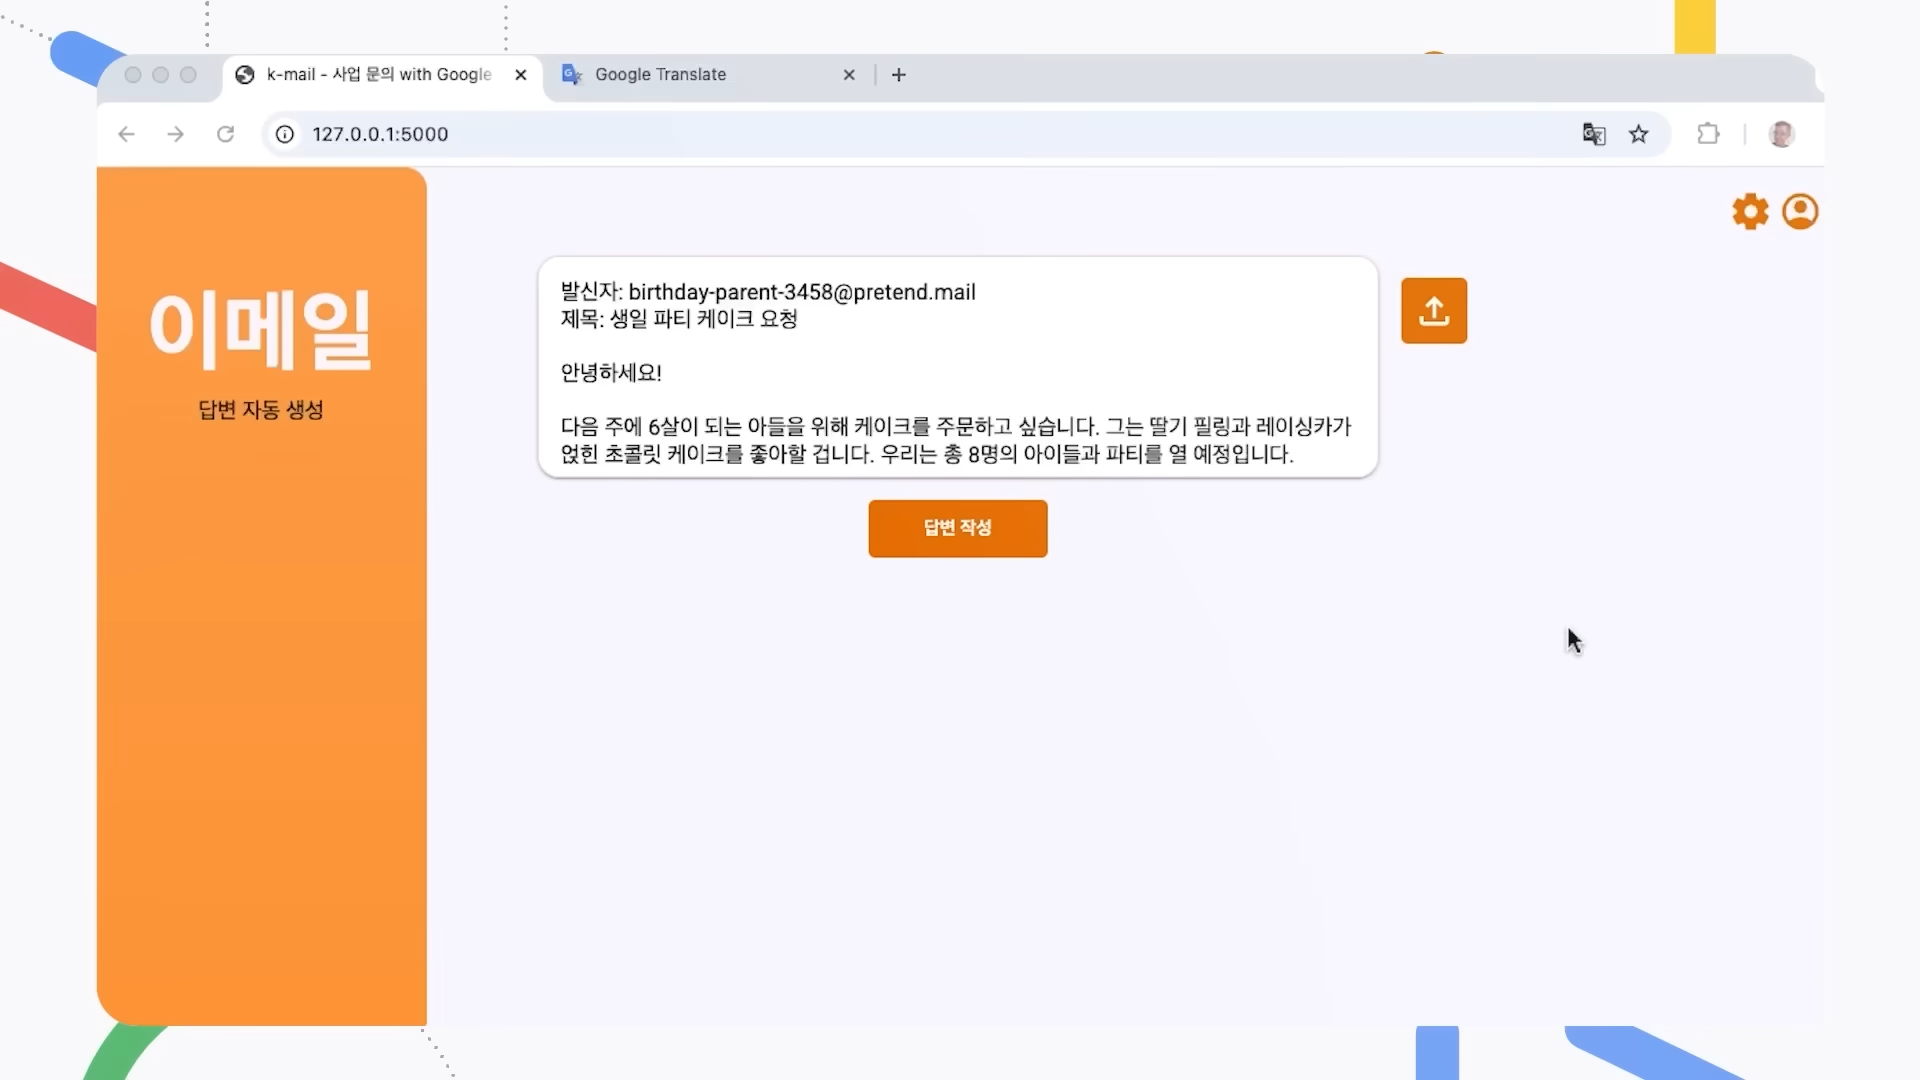 k-mail - 사업 문의 with Google
Google Translate
127.0.0.1:5000
이메일
답변 자동 생성
발신자: birthday-parent-3458@pretend.mail
제목: 생일 파티 케이크 요청
안녕하세요!
다음 주에 6살이 되는 아들을 위해 케이크를 주문하고 싶습니다. 그는 딸기 필링과 레이싱카가
얹힌 초콜릿 케이크를 좋아할 겁니다. 우리는 총 8명의 아이들과 파티를 열 예정입니다.
답변 작성